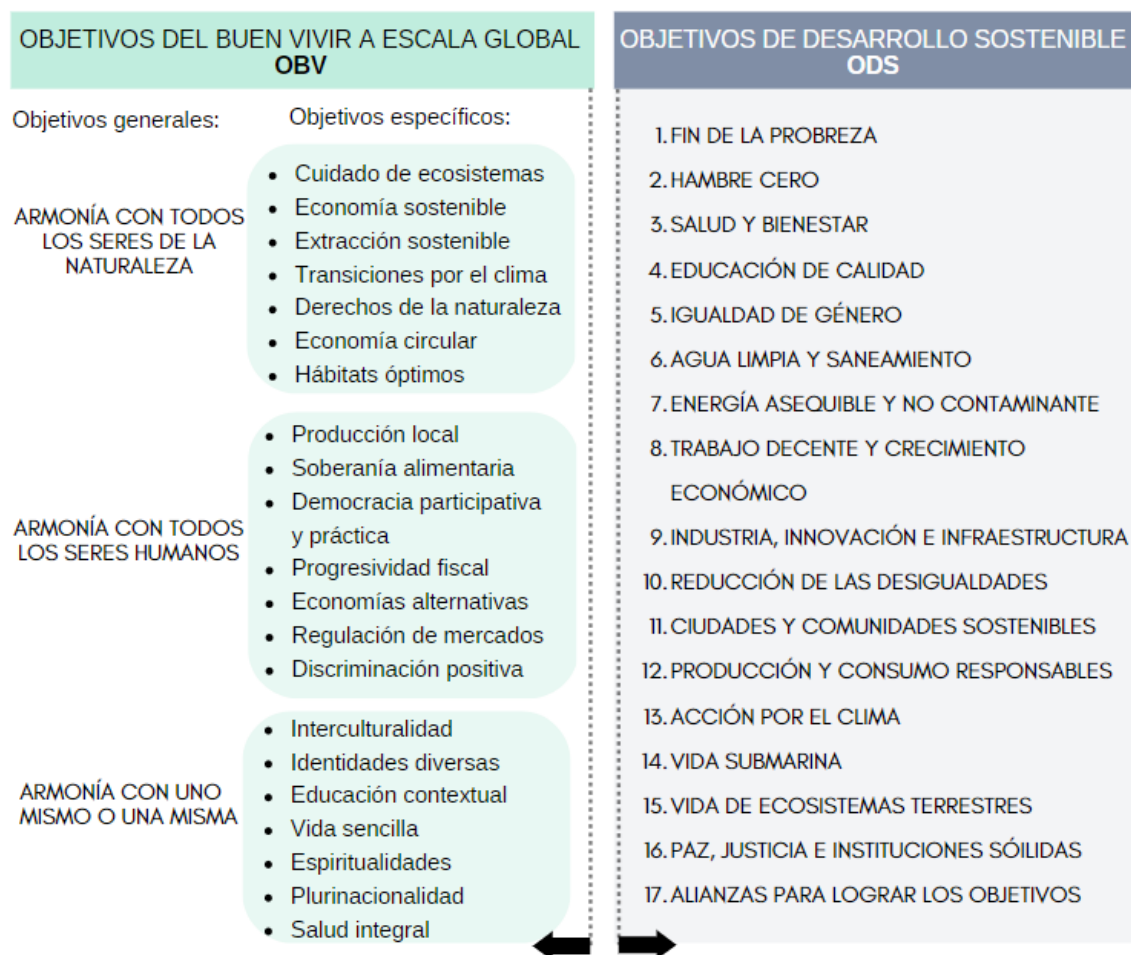 OBJETIVOS DEL BUEN VIVIR A ESCALA GLOBAL
OBV
Objetivos generales:
Objetivos específicos:
ARMONÍA CON TODOS
LOS SERES DE LA
NATURALEZA
• Cuidado de ecosistemas
• Economía sostenible
• Extracción sostenible
• Transiciones por el clima
• Derechos de la naturaleza
• Economía circular
• Hábitats óptimos
ARMONÍA CON TODOS
LOS SERES HUMANOS
• Producción local
• Soberanía alimentaria
• Democracia participativa
y práctica
• Progresividad fiscal
• Economías alternativas
• Regulación de mercados
• Discriminación positiva
ARMONÍA CON UNO
MISMO O UNA MISMA
• Interculturalidad
• Identidades diversas
• Educación contextual
• Vida sencilla
• Espiritualidades
• Plurinacionalidad
• Salud integral
OBJETIVOS DE DESARROLLO SOSTENIBLE
ODS
1. FIN DE LA PROBREZA
2. HAMBRE CERO
3. SALUD Y BIENESTAR
4. EDUCACIÓN DE CALIDAD
5. IGUALDAD DE GÉNERO
6. AGUA LIMPIA Y SANEAMIENTO
7. ENERGÍA ASEQUIBLE Y NO CONTAMINANTE
8. TRABAJO DECENTE Y CRECIMIENTO
ECONÓMICO
9. INDUSTRIA, INNOVACIÓN E INFRAESTRUCTURA
10. REDUCCIÓN DE LAS DESIGUALDADES
11. CIUDADES Y COMUNIDADES SOSTENIBLES
12. PRODUCCIÓN Y CONSUMO RESPONSABLES
13. ACCIÓN POR EL CLIMA
14. VIDA SUBMARINA
15. VIDA DE ECOSISTEMAS TERRESTRES
16. PAZ, JUSTICIA E INSTITUCIONES SÓILIDAS
17. ALIANZAS PARA LOGRAR LOS OBJETIVOS